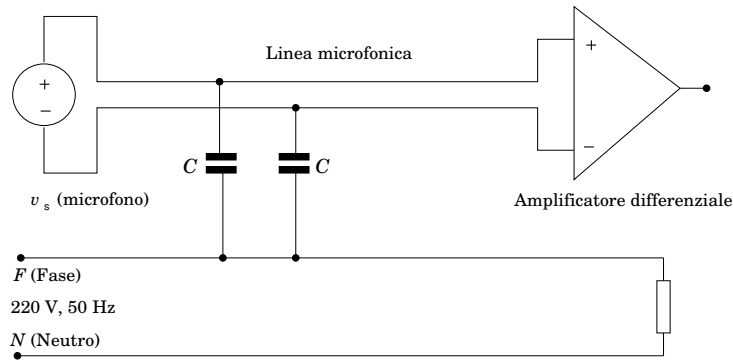 Linea microfonica
+
−
+
−
C
C
v s (microfono)
Amplificatore differenziale
F (Fase)
220 V, 50 Hz
N (Neutro)